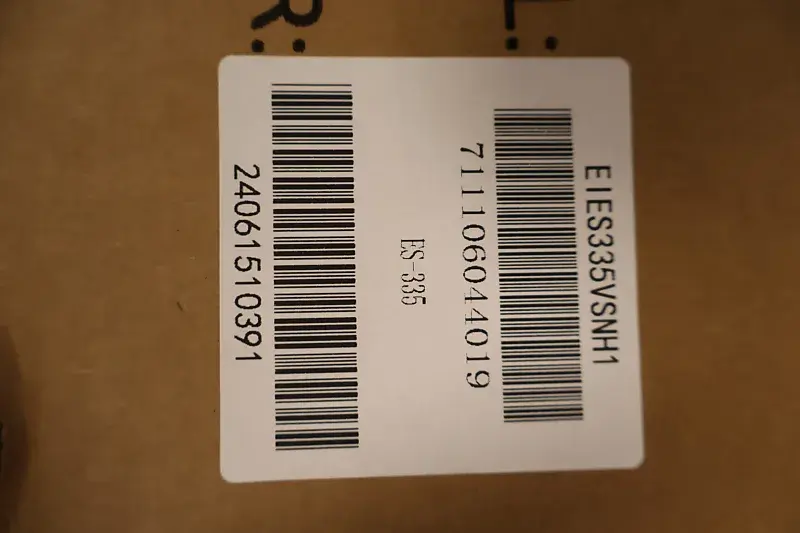 L:
R:
EIES335VSNH1
711106044019
ES-335
24061510391